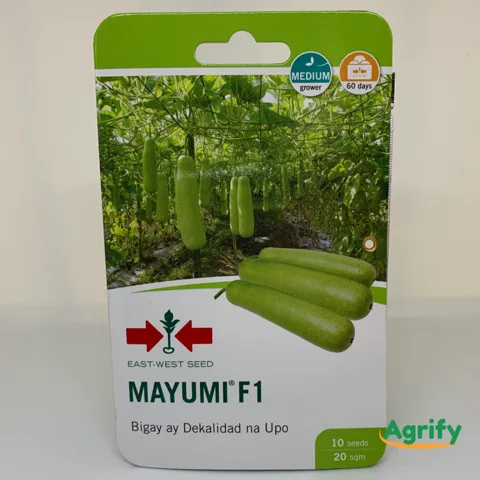 MEDIUM
grower
60 days
EAST-WEST SEED
MAYUMI® F1
Bigay ay Dekalidad na Upo
10 seeds
20 sqm
Agrify